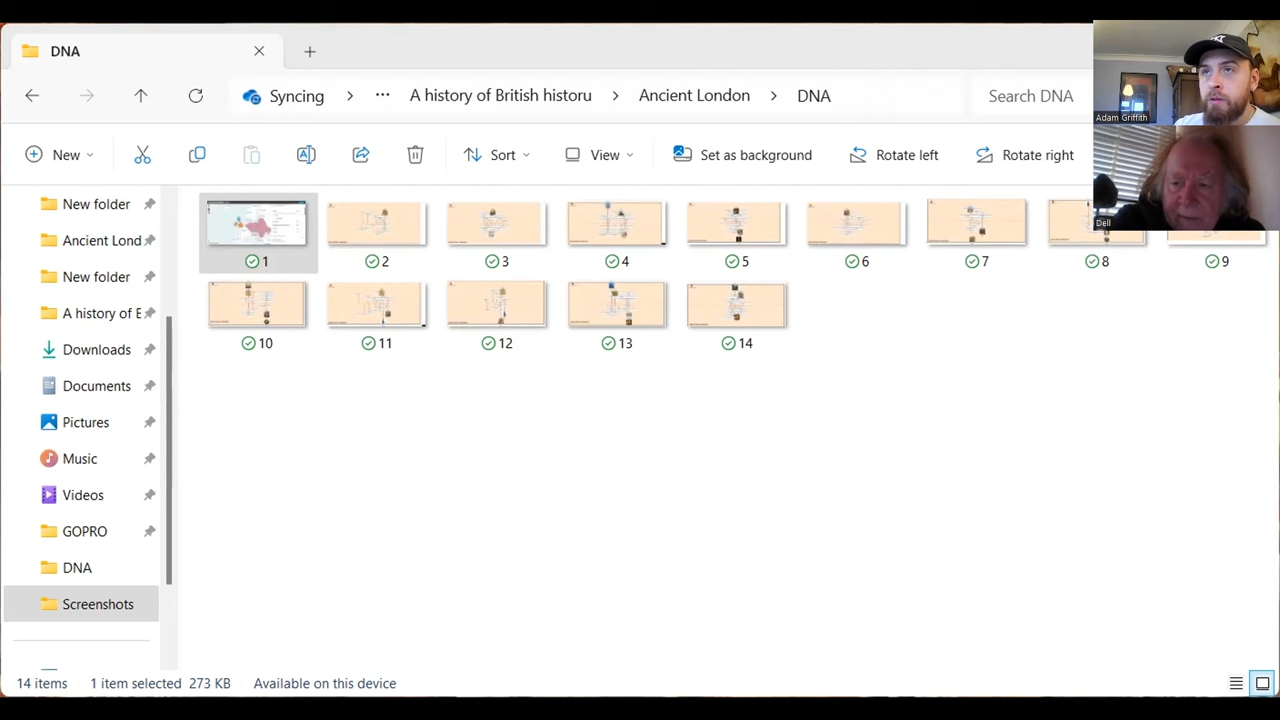 DNA
Syncing > ... A history of British historu > Ancient London > DNA
Search DNA
New
Sort
View
Set as background
Rotate left
Rotate right
New folder
Ancient Lond
New folder
A history of E
Downloads
Documents
Pictures
Music
Videos
GOPRO
DNA
Screenshots
1 2 3 4 5 6 7 8 9
10 11 12 13 14
14 items 1 item selected 273 KB Available on this device
Adam Griffith
Dell